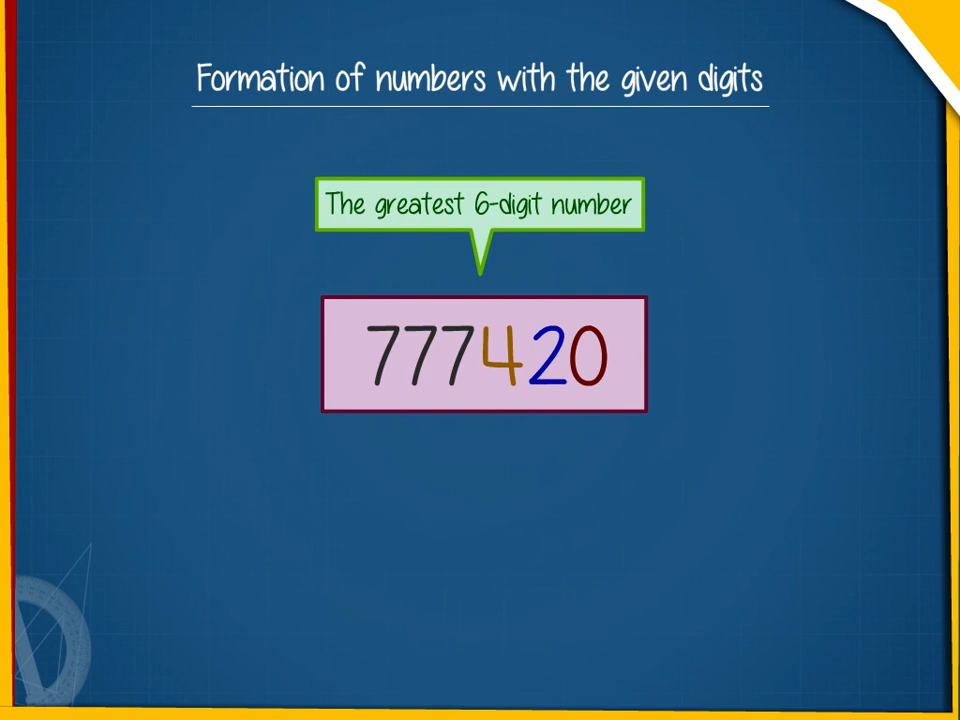 Formation of numbers with the given digits
The greatest 6-digit number
777420